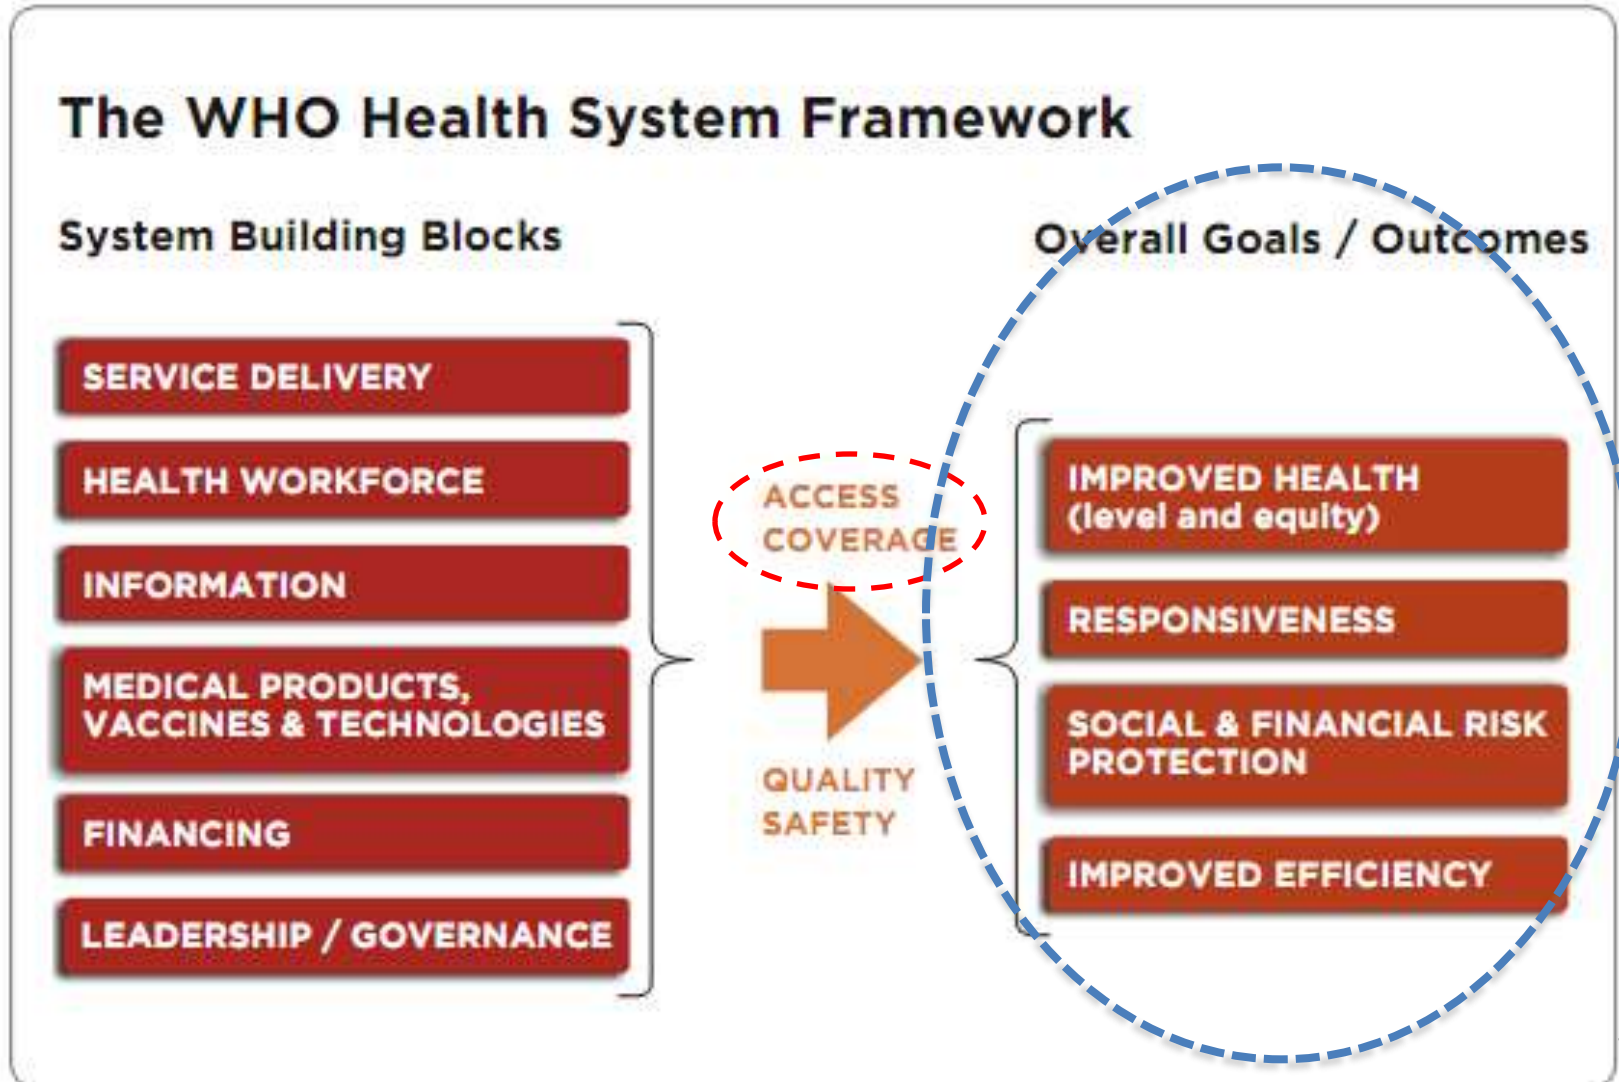 The WHO Health System Framework
System Building Blocks
SERVICE DELIVERY
HEALTH WORKFORCE
INFORMATION
MEDICAL PRODUCTS,
VACCINES & TECHNOLOGIES
FINANCING
LEADERSHIP / GOVERNANCE
ACCESS
COVERAGE
QUALITY
SAFETY
Overall Goals / Outcomes
IMPROVED HEALTH
(level and equity)
RESPONSIVENESS
SOCIAL & FINANCIAL RISK
PROTECTION
IMPROVED EFFICIENCY